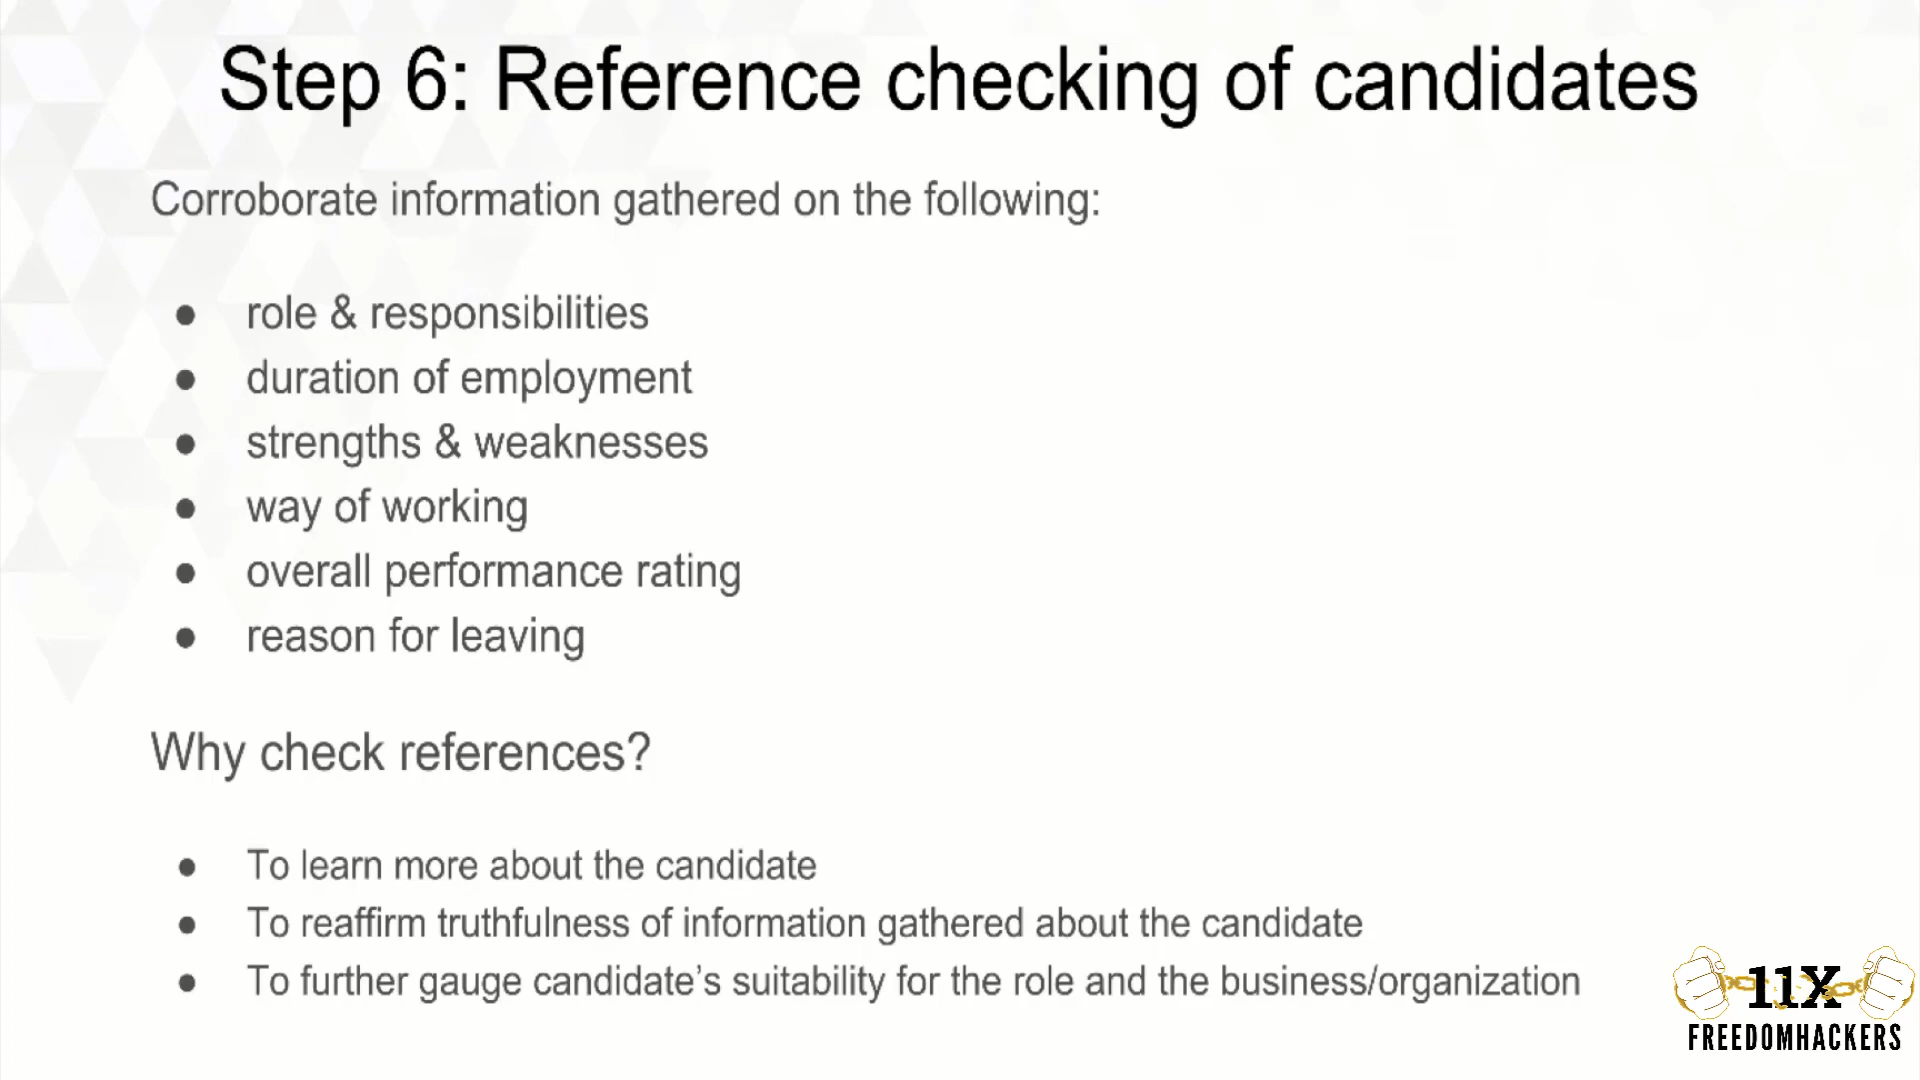 Step 6: Reference checking of candidates
Corroborate information gathered on the following:
● role & responsibilities
● duration of employment
● strengths & weaknesses
● way of working
● overall performance rating
● reason for leaving
Why check references?
● To learn more about the candidate
● To reaffirm truthfulness of information gathered about the candidate
● To further gauge candidate’s suitability for the role and the business/organization
11X
FREEDOMHACKERS